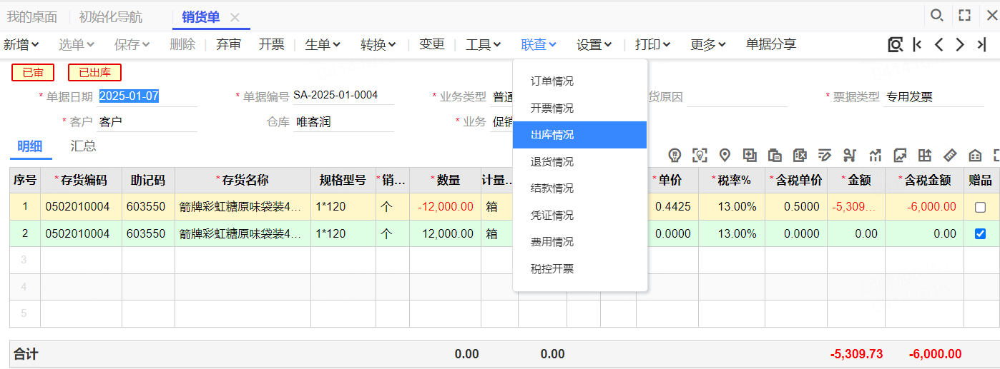 我的桌面 初始化导航 销货单
新增 选单 保存 删除 弃审 开票 生单 转换 变更 工具 联查 设置 打印 更多 单据分享
已审 已出库
* 单据日期 2025-01-07 * 单据编号 SA-2025-01-0004 * 业务类型 普通 货原因 * 票据类型 专用发票
* 客户 客户 仓库 唯客润 * 业务 促销
订单情况
开票情况
出库情况
退货情况
结款情况
凭证情况
费用情况
税控开票
明细 汇总
序号 * 存货编码 助记码 * 存货名称 规格型号 * 销... * 数量 计量... * 单价 * 税率% * 含税单价 * 金额 * 含税金额 赠品
1 0502010004 603550 箭牌彩虹糖原味袋装4... 1*120 个 -12,000.00 箱 0.4425 13.00% 0.5000 -5,309... -6,000.00
2 0502010004 603550 箭牌彩虹糖原味袋装4... 1*120 个 12,000.00 箱 0.0000 13.00% 0.0000 0.00 0.00
3
4
5
合计 0.00 0.00 -5,309.73 -6,000.00